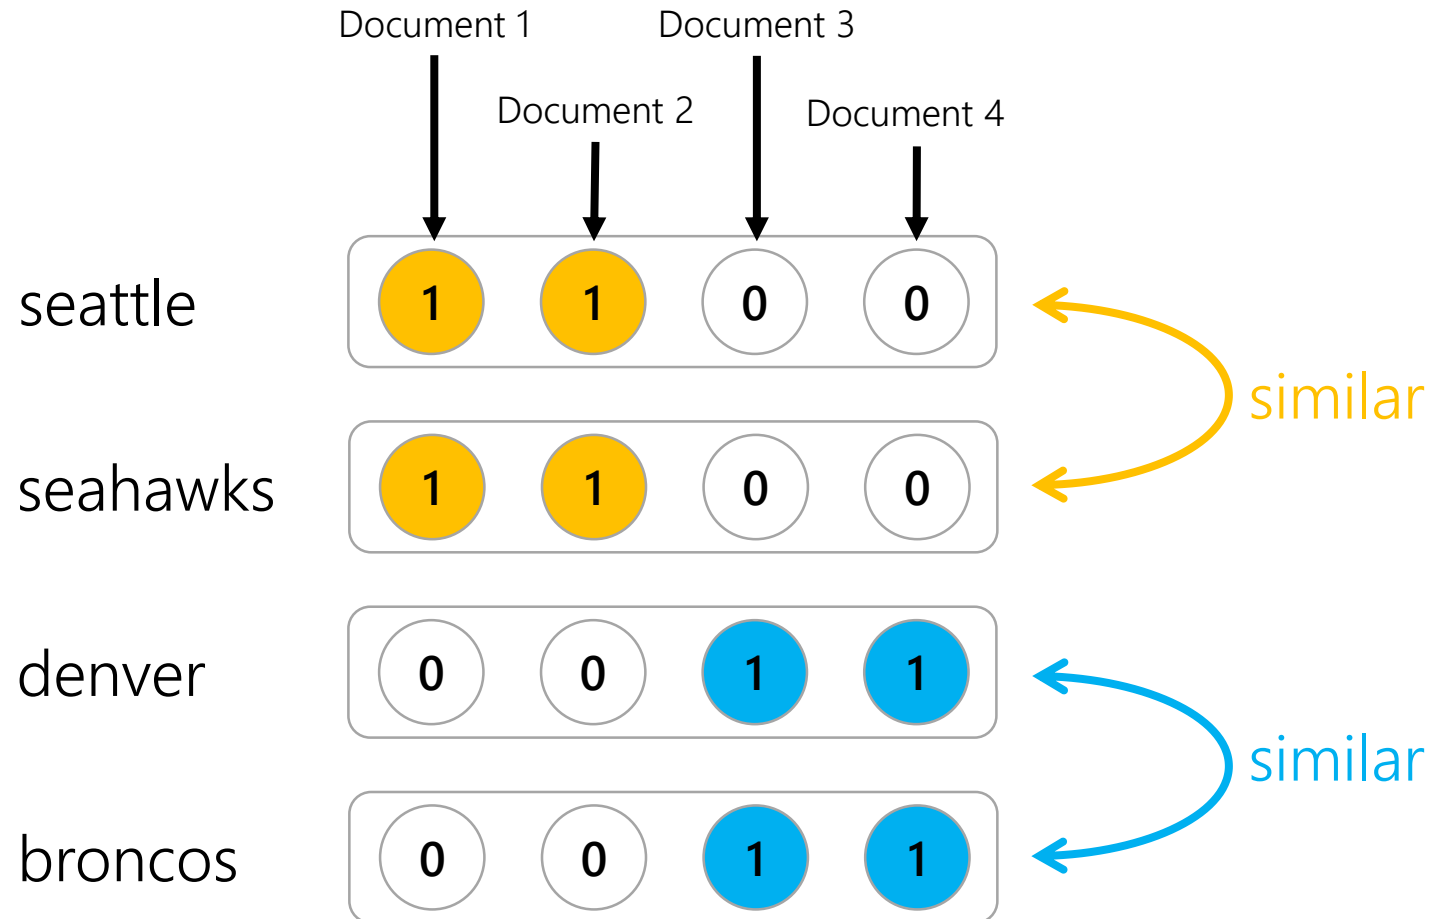 Document 1 Document 3
Document 2 Document 4
seattle 1 1 0 0
similar
seahawks 1 1 0 0
denver 0 0 1 1
similar
broncos 0 0 1 1